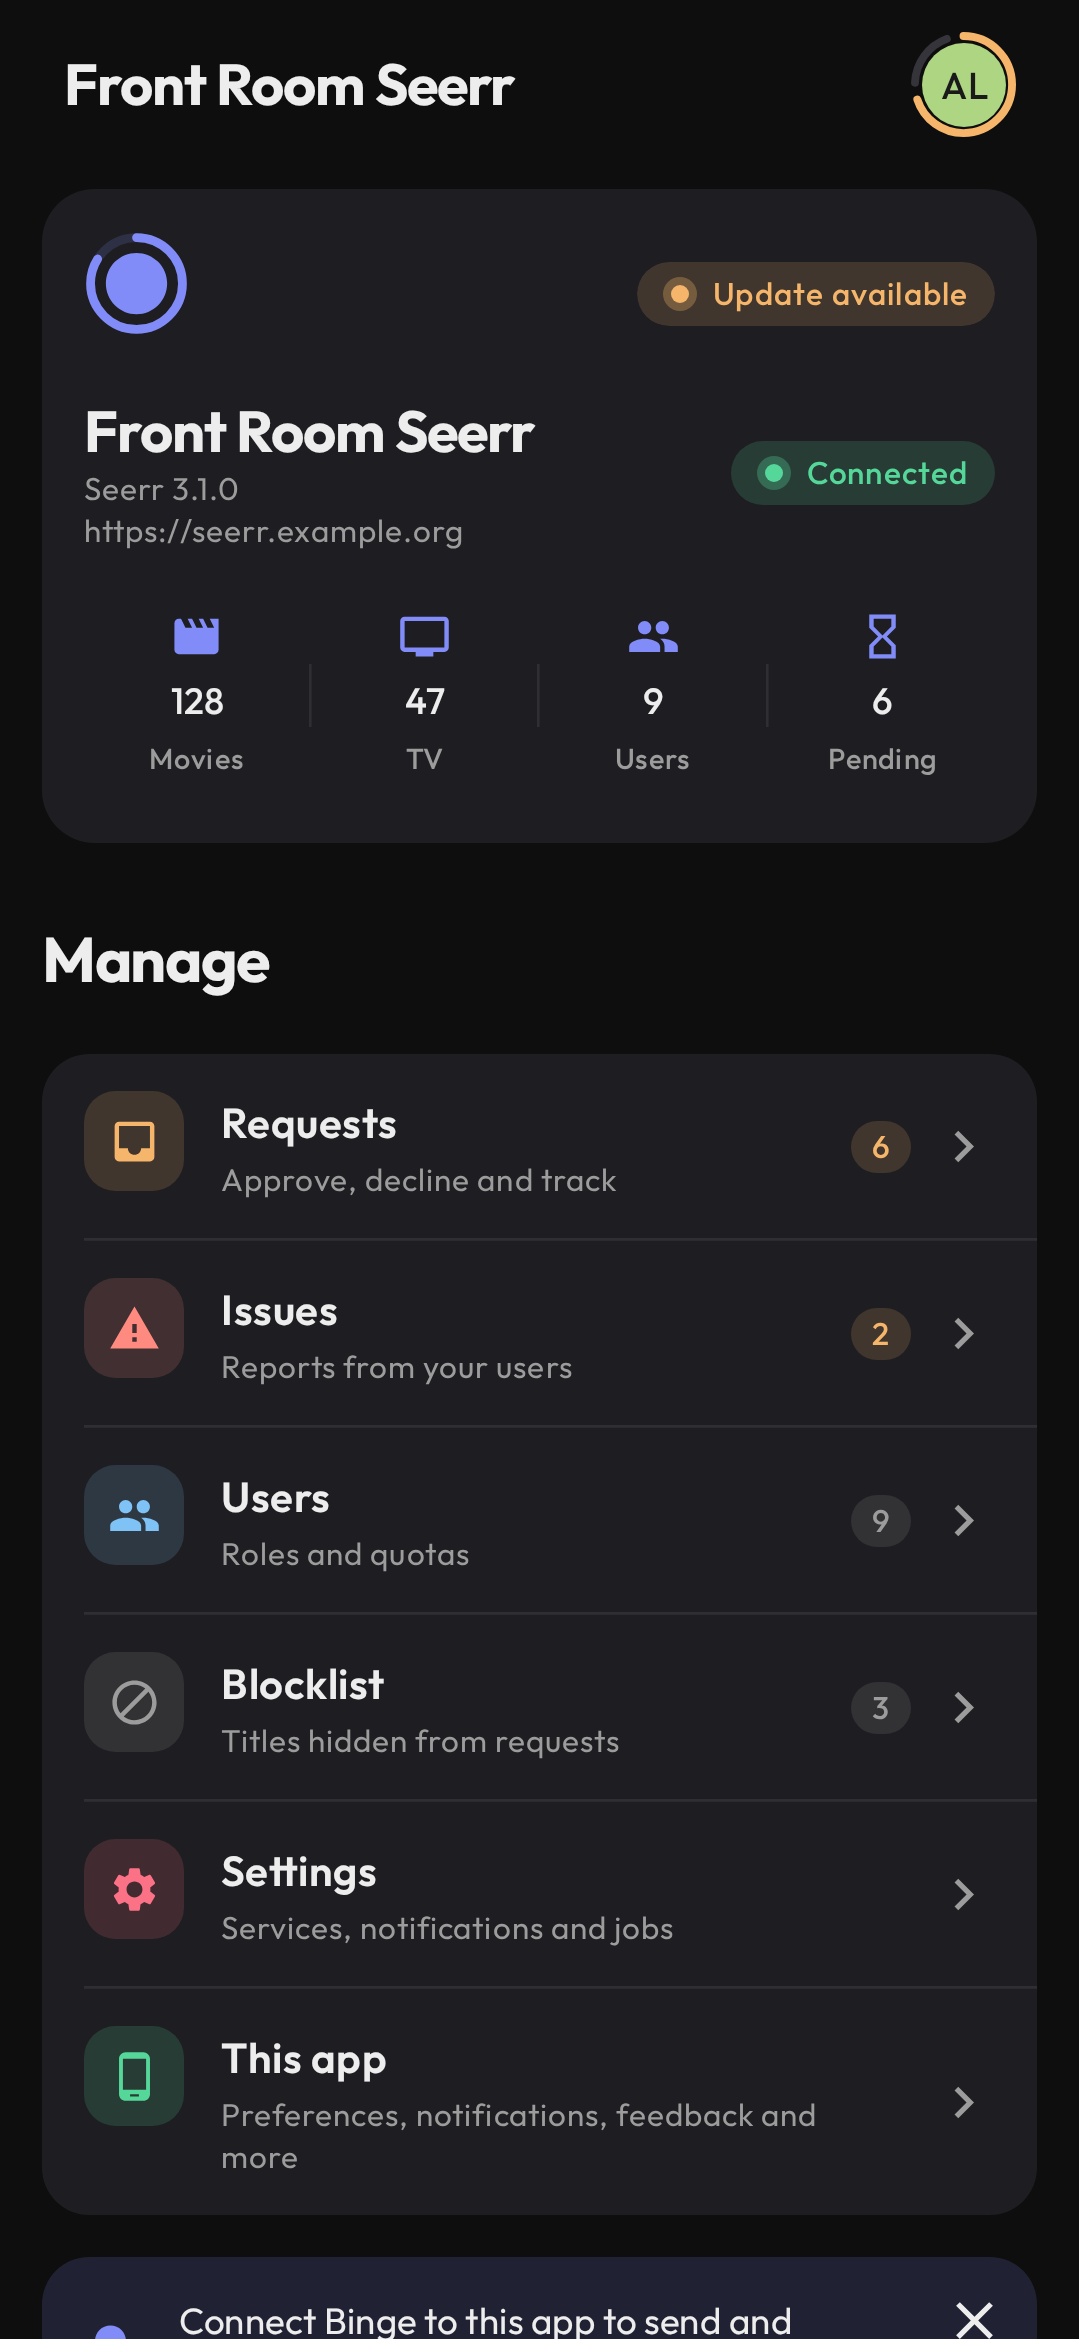 Front Room Seerr
AL
Update available
Front Room Seerr
Seerr 3.1.0
https://seerr.example.org
Connected
128
47
9
6
Movies
TV
Users
Pending
Manage
Requests
Approve, decline and track
6
Issues
Reports from your users
2
Users
Roles and quotas
9
Blocklist
Titles hidden from requests
3
Settings
Services, notifications and jobs
This app
Preferences, notifications, feedback and
more
Connect Binge to this app to send and